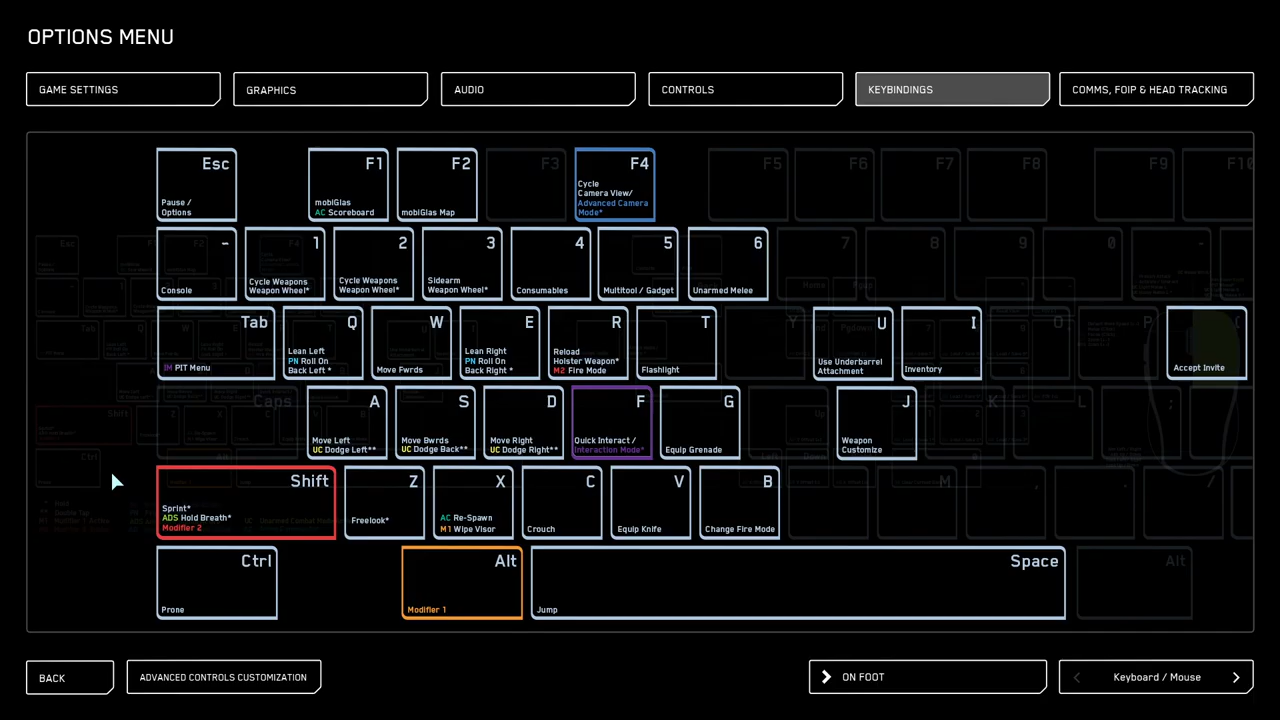 OPTIONS MENU
GAME SETTINGS
GRAPHICS
AUDIO
CONTROLS
KEYBINDINGS
COMMS, FOIP & HEAD TRACKING
Esc
Pause /
Options
F1
mobiGlas
AC Scoreboard
F2
mobiGlas Map
F3
F4
Cycle
Camera View/
Advanced Camera
Mode*
F5
F6
F7
F8
F9
F10
~
Console
1
Cycle Weapons
Weapon Wheel*
2
Cycle Weapons
Weapon Wheel*
3
Sidearm
Weapon Wheel*
4
Consumables
5
Multitool / Gadget
6
Unarmed Melee
7
8
9
0
-
Tab
IM PIT Menu
Q
Lean Left
PN Roll On
Back Left *
W
Move Fwrds
E
Lean Right
PN Roll On
Back Right *
R
Reload
Holster Weapon*
M2 Fire Mode
T
Flashlight
Y
U
Use Underbarrel
Attachment
I
Inventory
O
P
[
Accept Invite
Caps
A
Move Left
UC Dodge Left**
S
Move Bwrds
UC Dodge Back**
D
Move Right
UC Dodge Right**
F
Quick Interact /
Interaction Mode*
G
Equip Grenade
J
Weapon
Customize
K
L
;
Shift
Sprint*
ADS Hold Breath*
Modifier 2
Z
Freelook*
X
AC Re-Spawn
M1 Wipe Visor
C
Crouch
V
Equip Knife
B
Change Fire Mode
M
,
.
/
Ctrl
Prone
Alt
Modifier 1
Space
Jump
Alt
BACK
ADVANCED CONTROLS CUSTOMIZATION
ON FOOT
Keyboard / Mouse